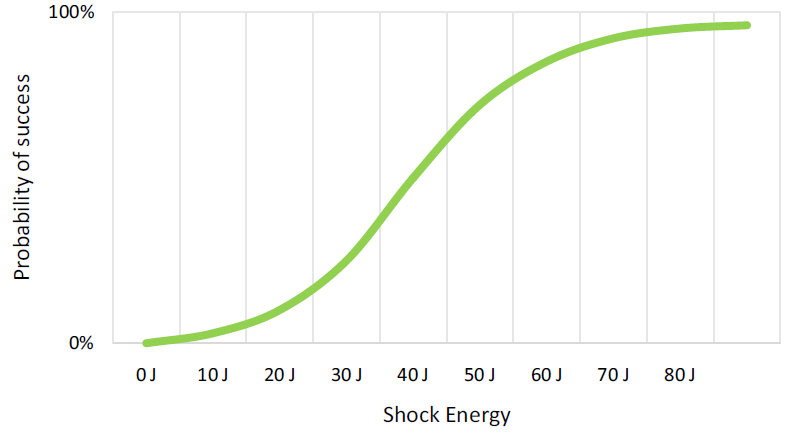 100%
Probability of success
0%
0 J 10 J 20 J 30 J 40 J 50 J 60 J 70 J 80 J
Shock Energy